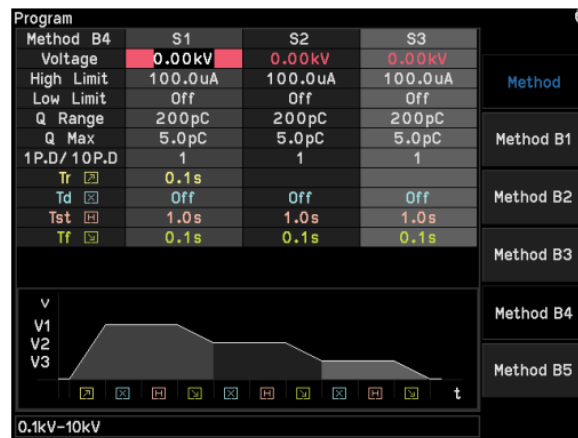 Program
Method B4 S1 S2 S3
Voltage 0.00kV 0.00kV 0.00kV
High Limit 100.0uA 100.0uA 100.0uA
Low Limit Off Off Off
Q Range 200pC 200pC 200pC
Q Max 5.0pC 5.0pC 5.0pC
1P.D/10P.D 1 1 1
Tr 0.1s
Td X Off Off Off
Tst H 1.0s 1.0s 1.0s
Tf 0.1s 0.1s 0.1s
V
V1
V2
V3
X H X H X H t
0.1kV-10kV
Method
Method B1
Method B2
Method B3
Method B4
Method B5